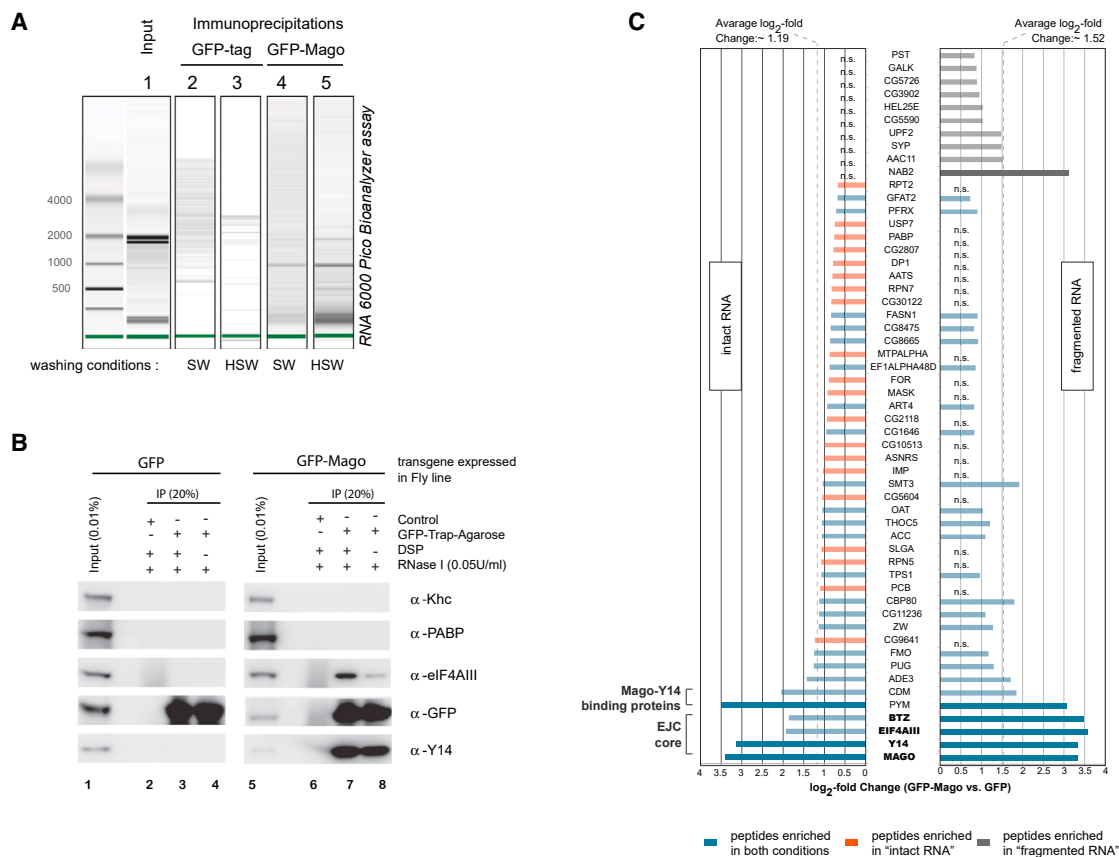 A
Input
Immunoprecipitations
GFP-tag GFP-Mago
1 2 3 4 5
4000
2000
1000
500
RNA 6000 Pico Bioanalyzer assay
washing conditions : SW HSW SW HSW
B
GFP GFP-Mago
transgene expressed
in Fly line
Input (0.01%) IP (20%) Input (0.01%) IP (20%)
+ - - + - - Control
- + + - + + GFP-Trap-Agarose
+ + - + + - DSP
+ + + + + + RNase I (0.05U/ml)
α-Khc
α-PABP
α-eIF4AIII
α-GFP
α-Y14
1 2 3 4 5 6 7 8
C
Avarage log2-fold
Change:~ 1.19
Avarage log2-fold
Change:~ 1.52
intact RNA
fragmented RNA
n.s. PST
n.s. GALK
n.s. CG5726
n.s. CG3902
n.s. HEL25E
n.s. CG5590
n.s. UPF2
n.s. SYP
n.s. AAC11
n.s. NAB2
RPT2 n.s.
GFAT2
PFRX
USP7 n.s.
PABP n.s.
CG2807 n.s.
DP1 n.s.
AATS n.s.
RPN7 n.s.
CG30122 n.s.
FASN1
CG8475
CG8665
MTPALPHA n.s.
EF1ALPHA48D
FOR n.s.
MASK n.s.
ART4
CG2118 n.s.
CG1646
CG10513 n.s.
ASNRS n.s.
IMP n.s.
SMT3
CG5604 n.s.
OAT
THOC5
ACC
SLGA n.s.
RPN5 n.s.
TPS1
PCB n.s.
CBP80
CG11236
ZW
CG9641 n.s.
FMO
PUG
ADE3
CDM
PYM
BTZ
EIF4AIII
Y14
MAGO
Mago-Y14
binding proteins
EJC
core
4 3.5 3 2.5 2 1.5 1 0.5 0 0 0.5 1 1.5 2 2.5 3 3.5 4
log2-fold Change (GFP-Mago vs. GFP)
peptides enriched
in both conditions
peptides enriched
in “intact RNA”
peptides enriched
in “fragmented RNA”